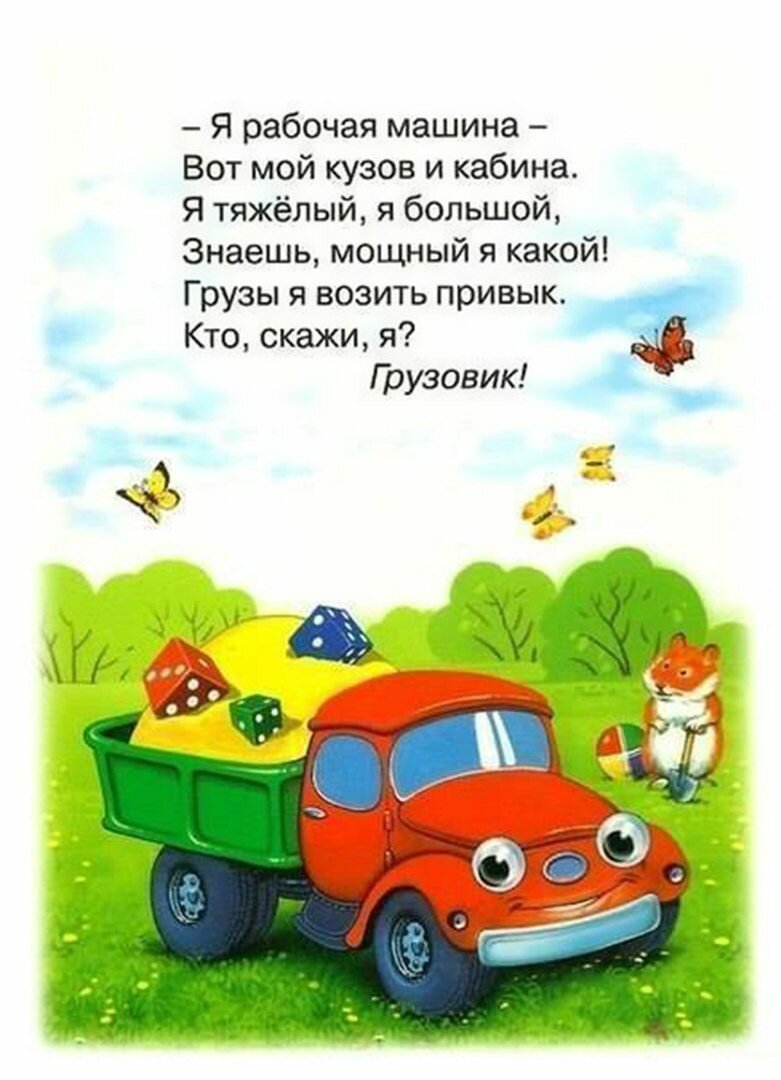 – Я рабочая машина –
Вот мой кузов и кабина.
Я тяжёлый, я большой,
Знаешь, мощный я какой!
Грузы я возить привык.
Кто, скажи, я?
Грузовик!